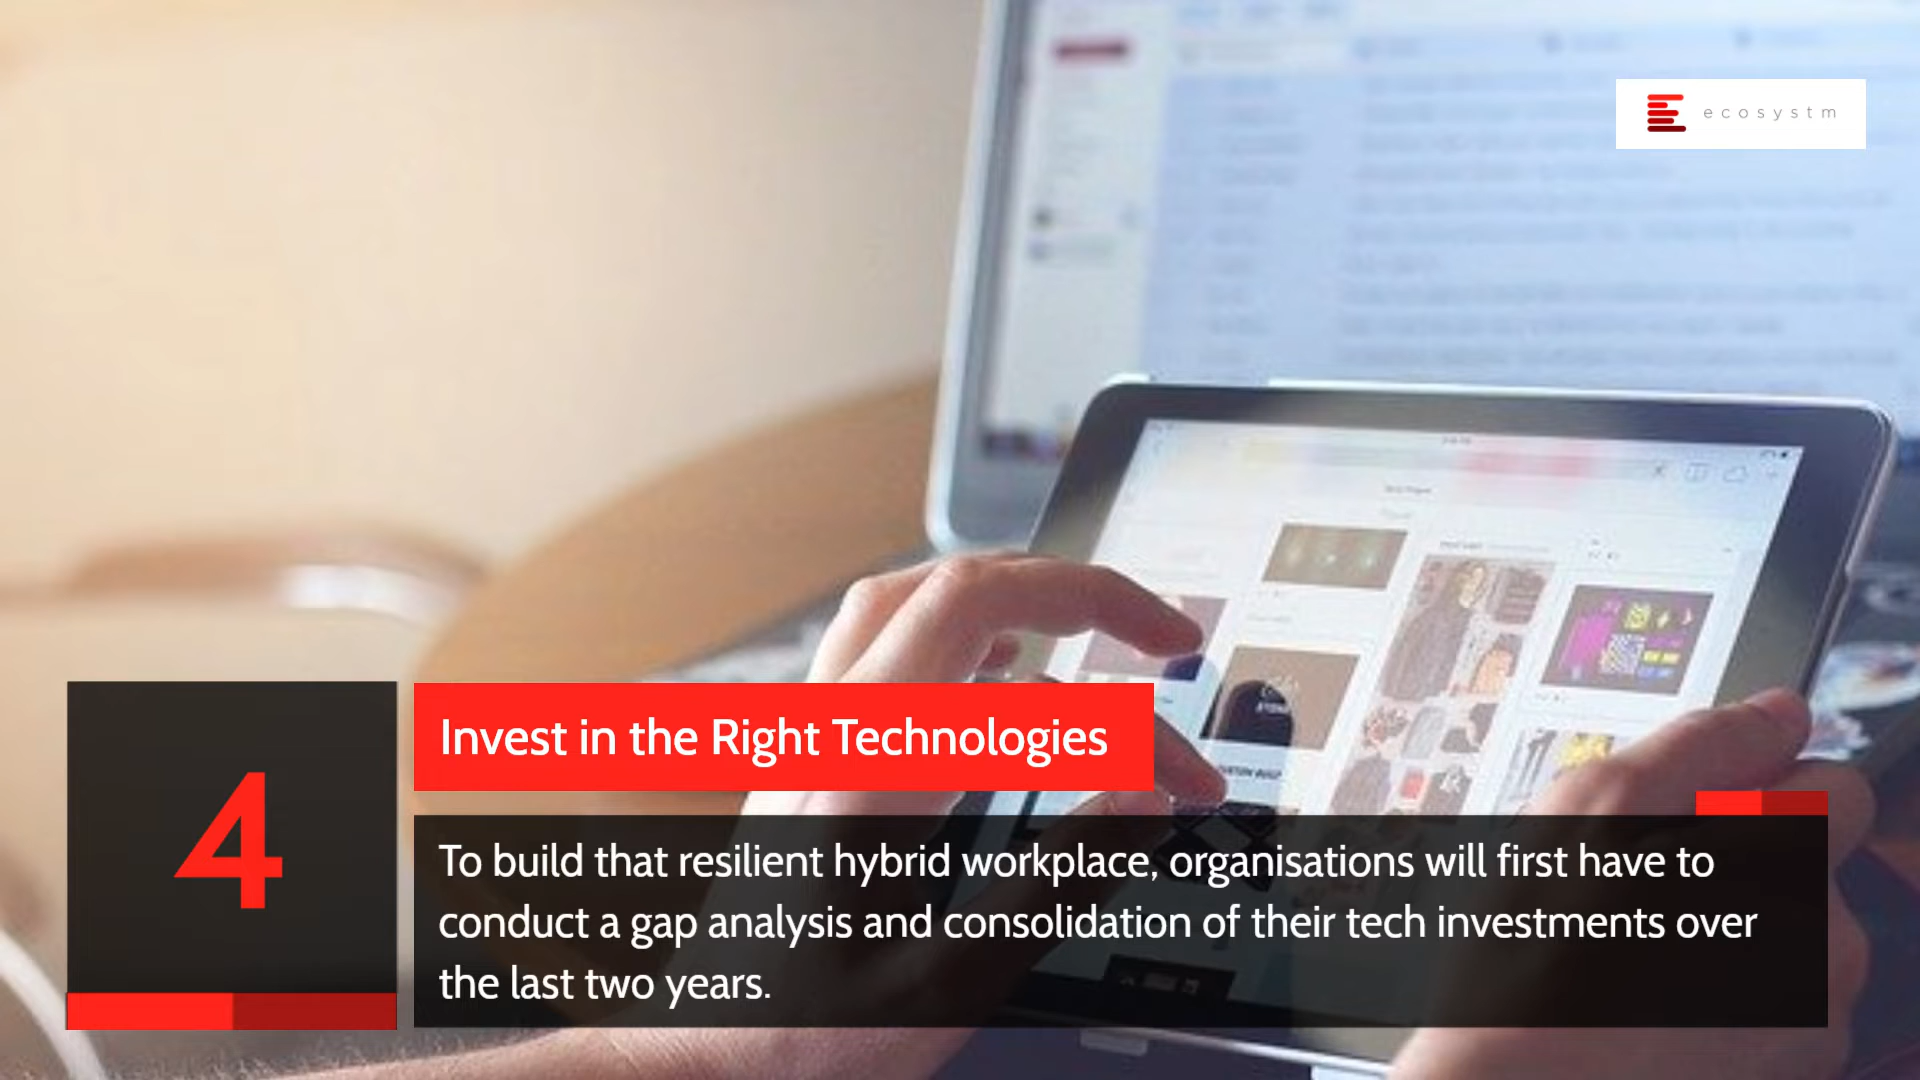 ecosystm
4
Invest in the Right Technologies
To build that resilient hybrid workplace, organisations will first have to
conduct a gap analysis and consolidation of their tech investments over
the last two years.